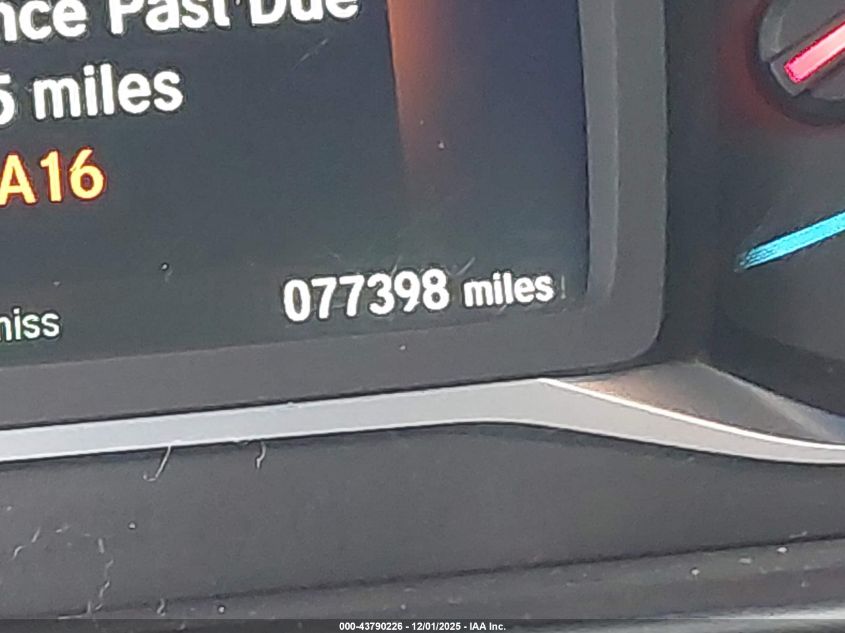 nce Past Due
5 miles
A16
077398 miles
niss
000-43790226 - 12/01/2025 - IAA Inc.